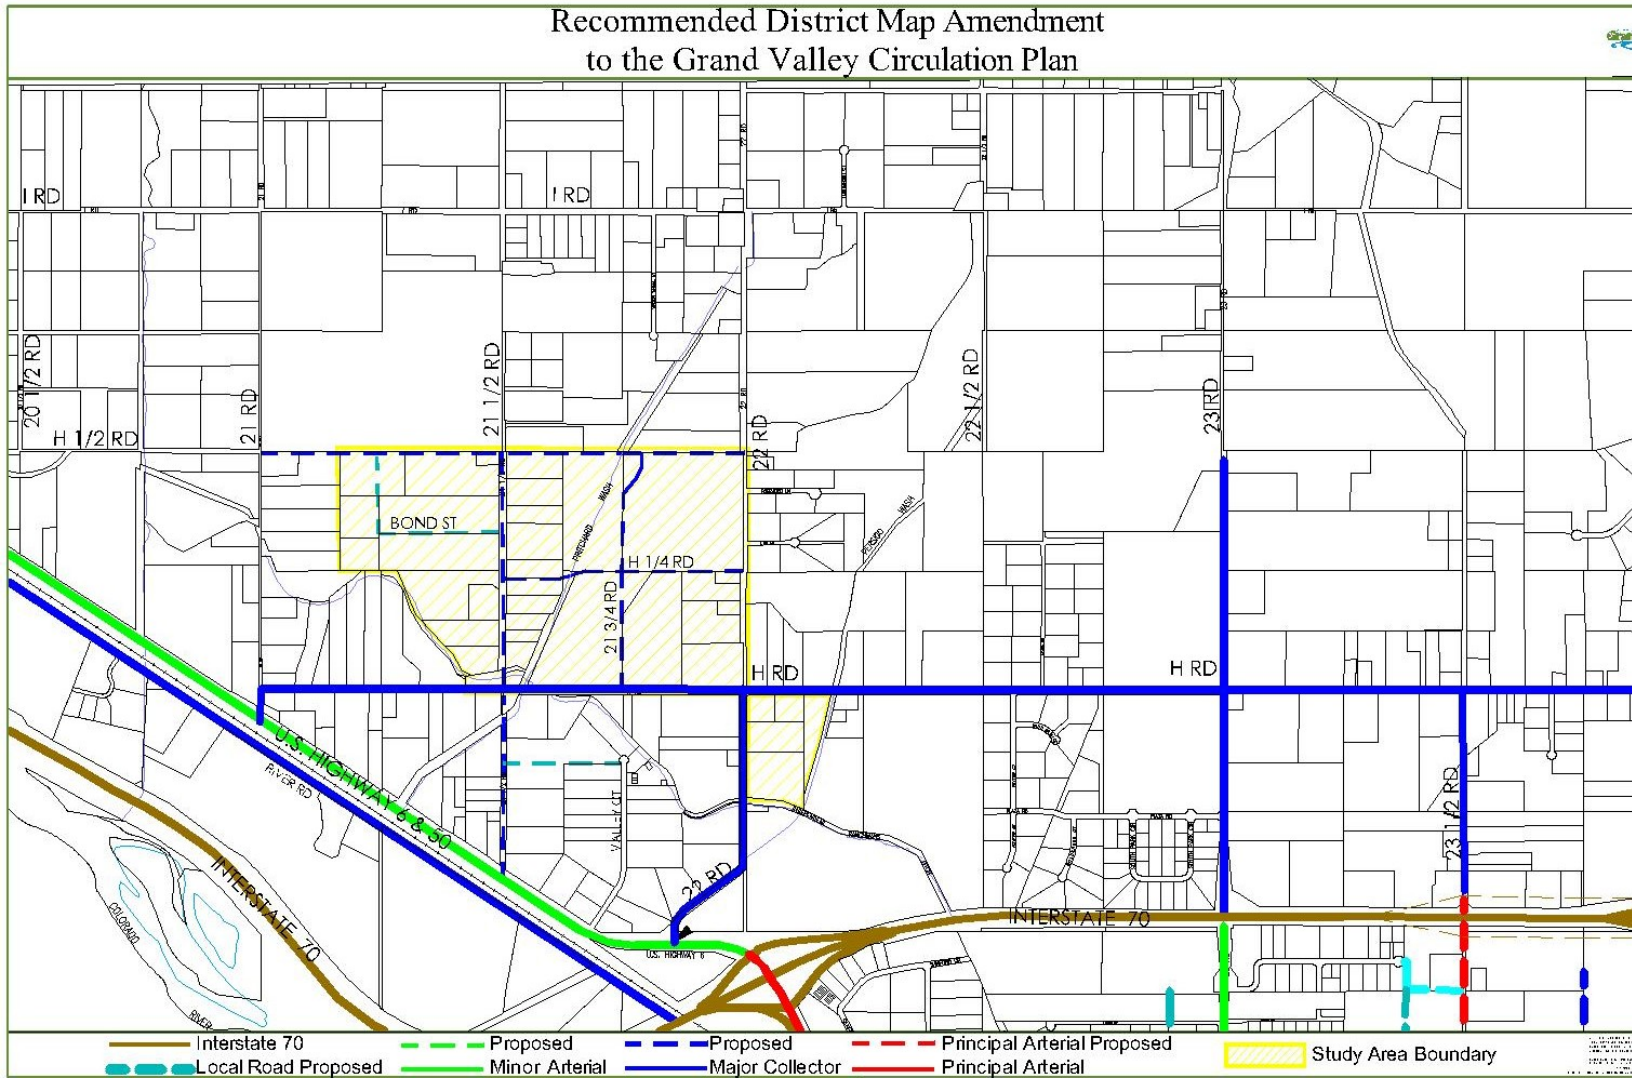 Recommended District Map Amendment
to the Grand Valley Circulation Plan
I RD
I RD
20 1/2 RD
H 1/2 RD
21 RD
21 1/2 RD
22 RD
22 1/2 RD
23 RD
BOND ST
WASH
PRITCHARD
H 1/4 RD
21 3/4 RD
WASH
PERSIGO
H RD
H RD
U.S. HIGHWAY 6 & 50
RIVER RD
VALLEY CT
22 RD
23 1/2 RD
INTERSTATE 70
INTERSTATE 70
COLORADO
RIVER
U.S. HIGHWAY 6
Interstate 70
Proposed
Proposed
Principal Arterial Proposed
Study Area Boundary
Local Road Proposed
Minor Arterial
Major Collector
Principal Arterial